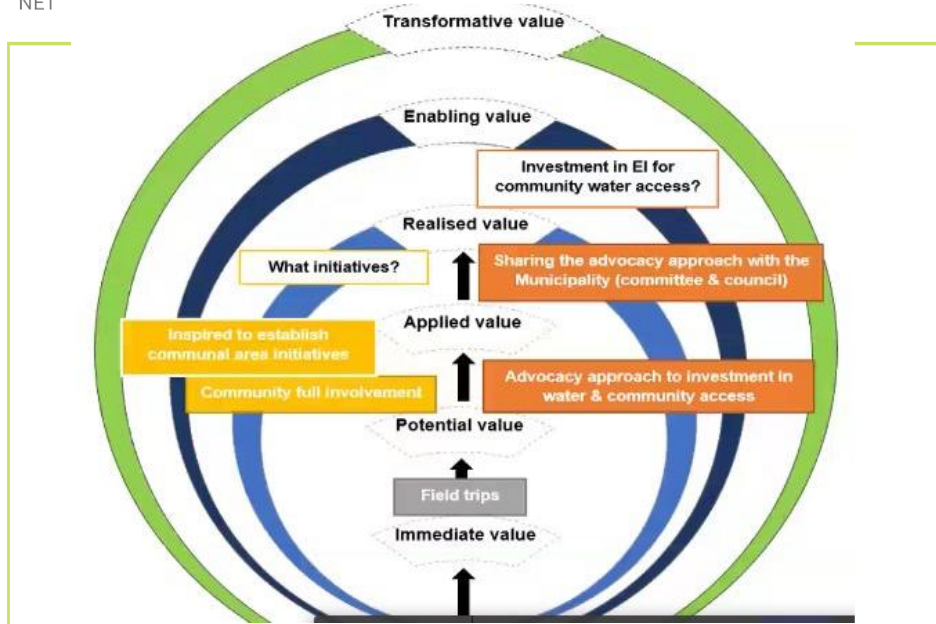 NET
Transformative value
Enabling value
Investment in EI for
community water access?
Realised value
What initiatives?
Sharing the advocacy approach with the
Municipality (committee & council)
Applied value
Inspired to establish
communal area initiatives
Community full involvement
Advocacy approach to investment in
water & community access
Potential value
Field trips
Immediate value